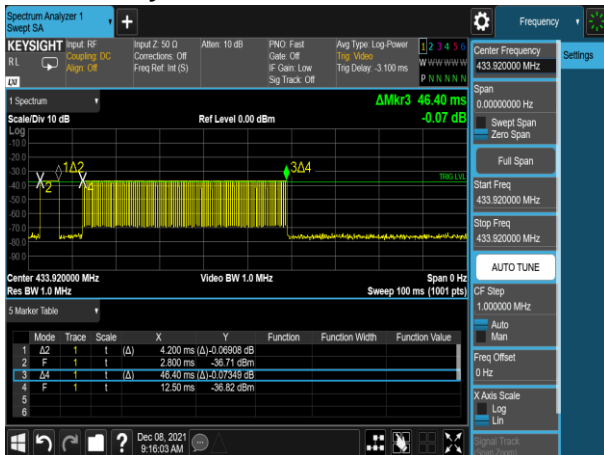 Spectrum Analyzer 1
Swept SA
Frequency
KEYSIGHT
RL
LXI
Input: RF
Coupling: DC
Align: Off
Input Z: 50 Ω
Corrections: Off
Freq Ref: Int (S)
Atten: 10 dB
PNO: Fast
Gate: Off
IF Gain: Low
Sig Track: Off
Avg Type: Log-Power
Trig: Video
Trig Delay: -3.100 ms
1 2 3 4 5 6
W W W W W W
P N N N N N
Center Frequency
433.920000 MHz
Settings
1 Spectrum
ΔMkr3 46.40 ms
-0.07 dB
Scale/Div 10 dB
Ref Level 0.00 dBm
Log
-10.0
-20.0
-30.0
-40.0
-50.0
-60.0
-70.0
-80.0
-90.0
X2
1Δ2
X4
3Δ4
TRIG LVL
Center 433.920000 MHz
Video BW 1.0 MHz
Span 0 Hz
Res BW 1.0 MHz
Sweep 100 ms (1001 pts)
Span
0.00000000 Hz
Swept Span
Zero Span
Full Span
Start Freq
433.920000 MHz
Stop Freq
433.920000 MHz
AUTO TUNE
CF Step
1.000000 MHz
Auto
Man
Freq Offset
0 Hz
X Axis Scale
Log
Lin
Signal Track
(Span Zoom)
5 Marker Table
Mode Trace Scale X Y Function Function Width Function Value
1 Δ2 1 t (Δ) 4.200 ms (Δ) -0.06908 dB
2 F 1 t 2.800 ms -36.71 dBm
3 Δ4 1 t (Δ) 46.40 ms (Δ) -0.07349 dB
4 F 1 t 12.50 ms -36.82 dBm
5
6
?
Dec 08, 2021
9:16:03 AM